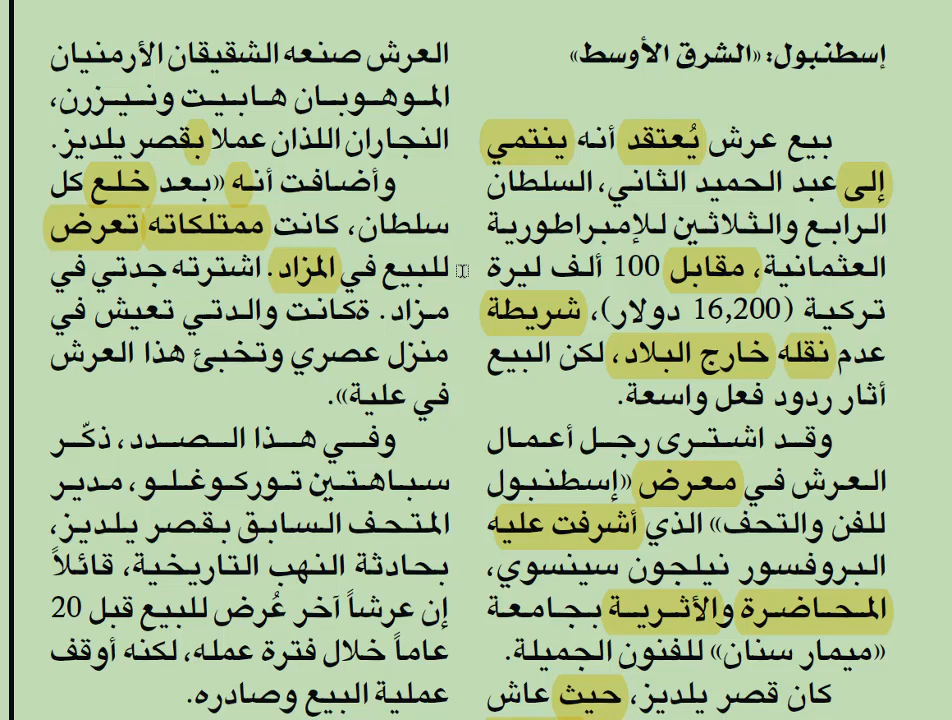 إسطنبول: «الشرق الأوسط»
بيع عرش يُعتقد أنه ينتمي
إلى عبد الحميد الثاني، السلطان
الرابع والثلاثين للإمبراطورية
العثمانية، مقابل 100 ألف ليرة
تركية (16,200 دولار)، شريطة
عدم نقله خارج البلاد، لكن البيع
أثار ردود فعل واسعة.
وقد اشترى رجل أعمال
العرش في معرض «إسطنبول
للفن والتحف» الذي أشرفت عليه
البروفسور نيلجون سينسوي،
المحاضرة والأثرية بجامعة
«ميمار سنان» للفنون الجميلة.
كان قصر يلديز، حيث عاش
العرش صنعه الشقيقان الأرمنيان
الموهوبان هابيت ونيزرن،
النجاران اللذان عملا بقصر يلديز.
وأضافت أنه «بعد خلع كل
سلطان، كانت ممتلكاته تعرض
للبيع في المزاد. اشترته جدتي في
مزاد. ةكانت والدتي تعيش في
منزل عصري وتخبئ هذا العرش
في علية».
وفي هذا الصدد، ذكّر
سباهتين توركوغلو، مدير
المتحف السابق بقصر يلديز،
بحادثة النهب التاريخية، قائلاً
إن عرشاً آخر عُرض للبيع قبل 20
عاماً خلال فترة عمله، لكنه أوقف
عملية البيع وصادره.